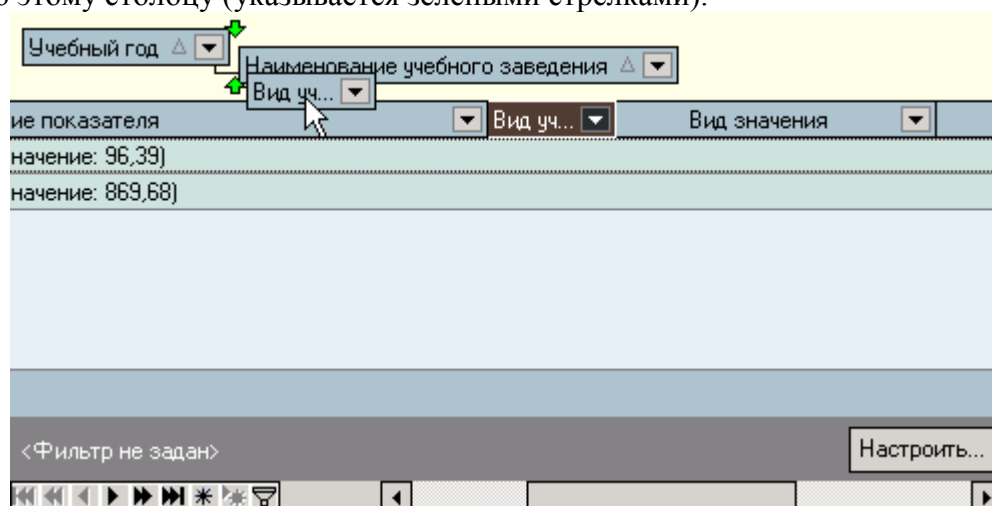 о этому столбцу (указывается зелеными стрелками).
Учебный год
Наименование учебного заведения
Вид уч...
ие показателя Вид уч... Вид значения
начение: 96,39)
начение: 869,68)
<Фильтр не задан> Настроить...